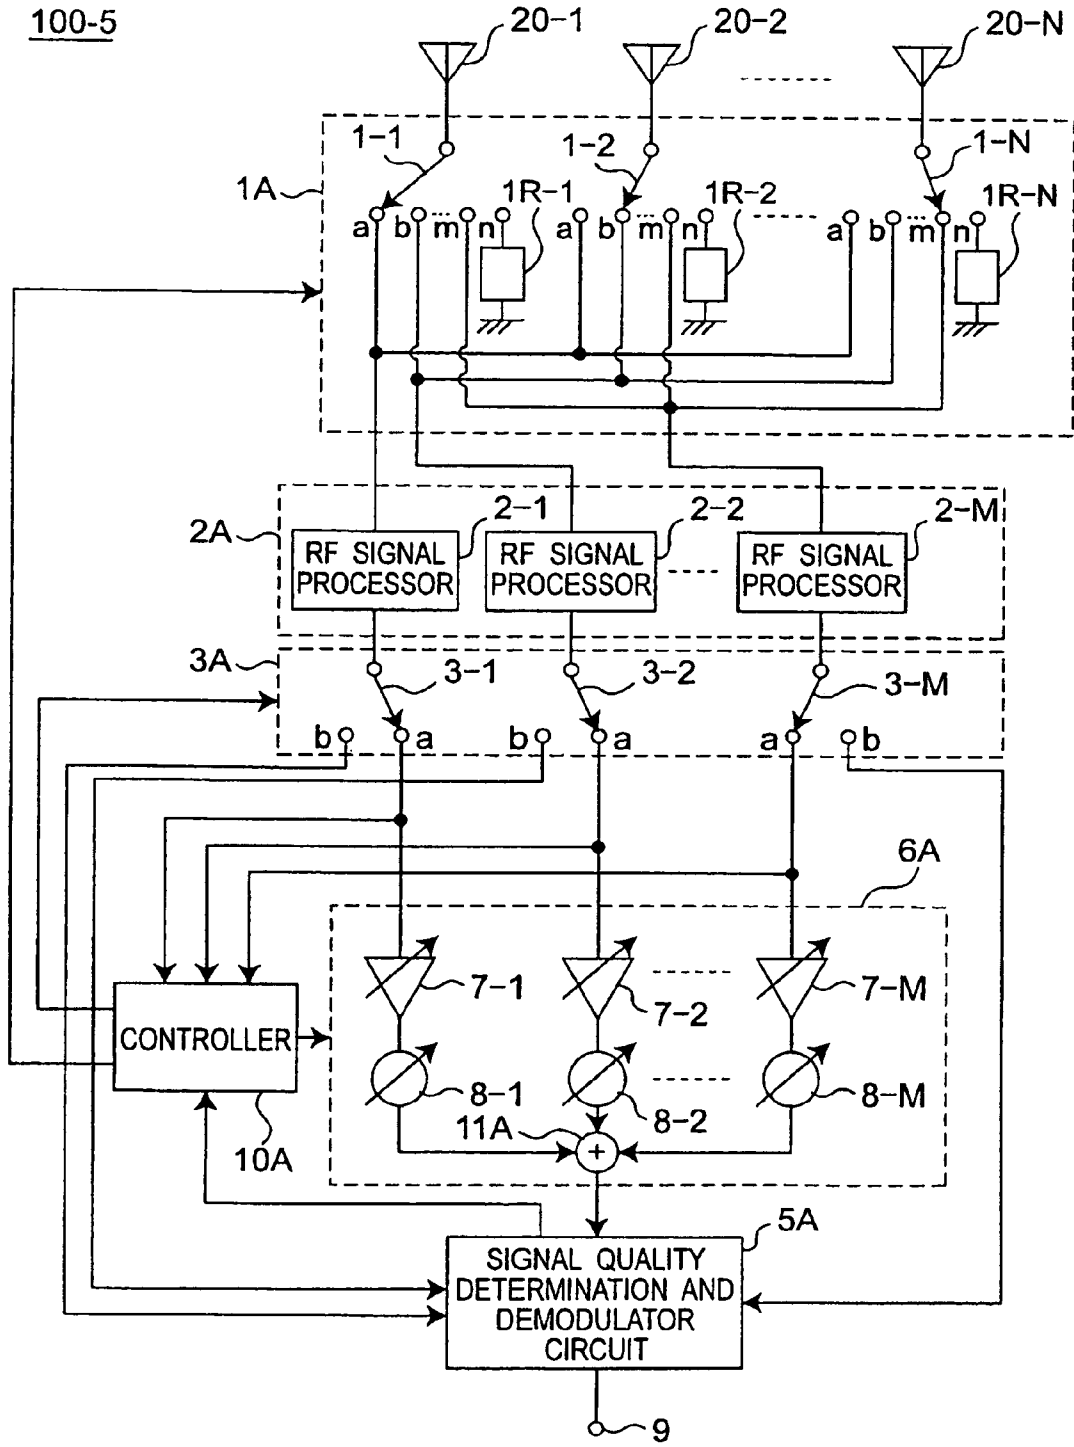 100-5
20-1
20-2
20-N
1-1
1-2
1-N
1A
1R-1
1R-2
1R-N
a b m n a b m n a b m n
2A
2-1
2-2
2-M
RF SIGNAL
PROCESSOR
RF SIGNAL
PROCESSOR
RF SIGNAL
PROCESSOR
3A
3-1
3-2
3-M
b a b a a b
6A
7-1
7-2
7-M
CONTROLLER
8-1
8-2
8-M
11A
+
10A
5A
SIGNAL QUALITY
DETERMINATION AND
DEMODULATOR
CIRCUIT
9